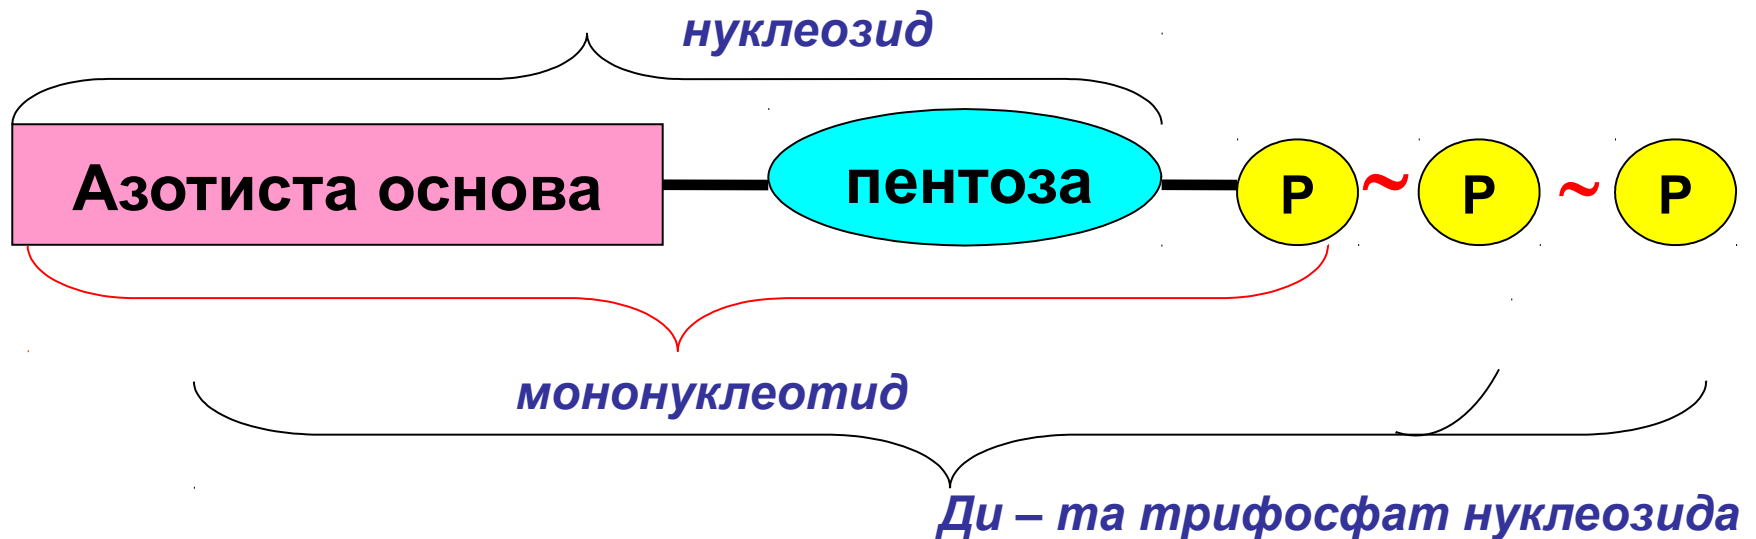 нуклеозид
Азотиста основа пентоза Р ~ Р ~ Р
мононуклеотид
Ди – та трифосфат нуклеозида